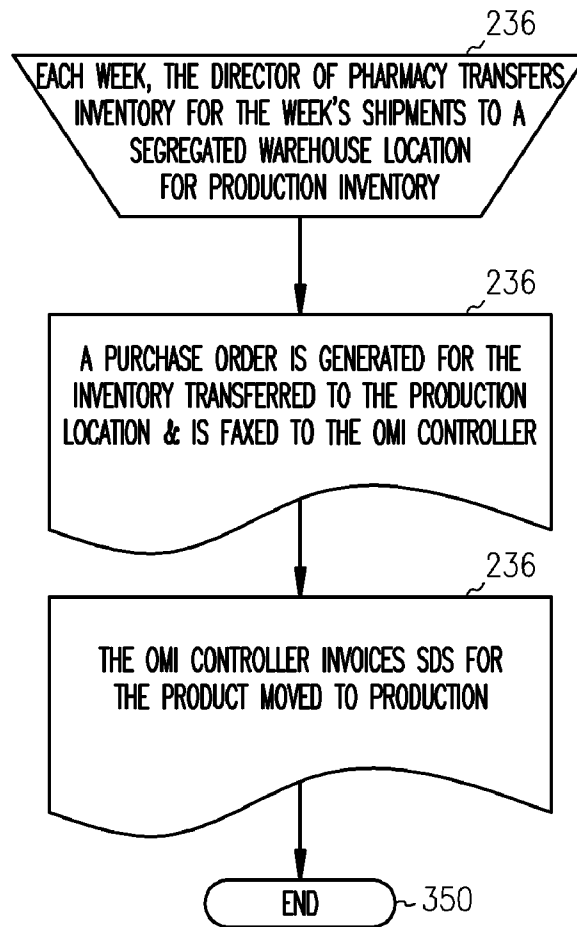 236
EACH WEEK, THE DIRECTOR OF PHARMACY TRANSFERS
INVENTORY FOR THE WEEK'S SHIPMENTS TO A
SEGREGATED WAREHOUSE LOCATION
FOR PRODUCTION INVENTORY
236
A PURCHASE ORDER IS GENERATED FOR THE
INVENTORY TRANSFERRED TO THE PRODUCTION
LOCATION & IS FAXED TO THE OMI CONTROLLER
236
THE OMI CONTROLLER INVOICES SDS FOR
THE PRODUCT MOVED TO PRODUCTION
END
350